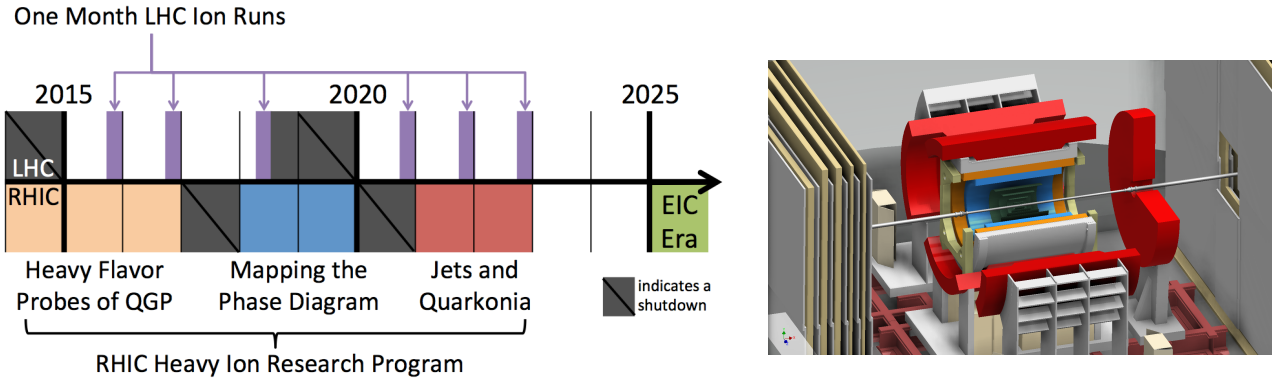 One Month LHC Ion Runs
2015
2020
2025
LHC
RHIC
EIC
Era
Heavy Flavor
Probes of QGP
Mapping the
Phase Diagram
Jets and
Quarkonia
indicates a
shutdown
RHIC Heavy Ion Research Program